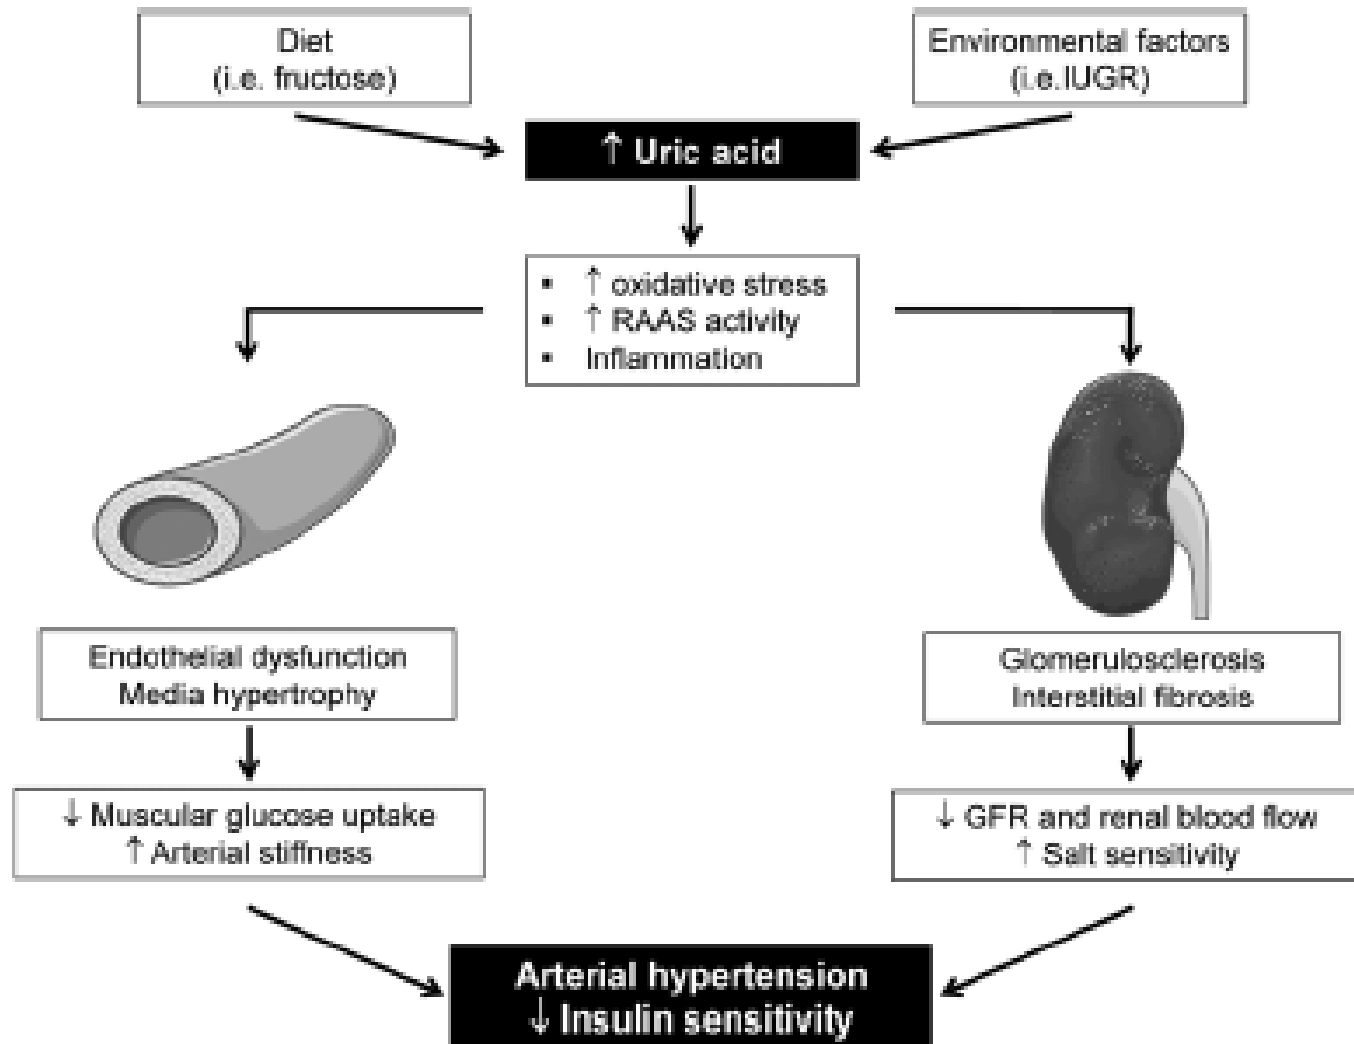 Diet
(i.e. fructose)
Environmental factors
(i.e.IUGR)
↑ Uric acid
▪ ↑ oxidative stress
▪ ↑ RAAS activity
▪ Inflammation
Endothelial dysfunction
Media hypertrophy
Glomerulosclerosis
Interstitial fibrosis
↓ Muscular glucose uptake
↑ Arterial stiffness
↓ GFR and renal blood flow
↑ Salt sensitivity
Arterial hypertension
↓ Insulin sensitivity